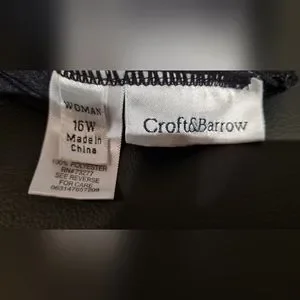 WOMAN
16W
Made in
China
100% POLYESTER
RN#73277
SEE REVERSE
FOR CARE
Croft&Barrow